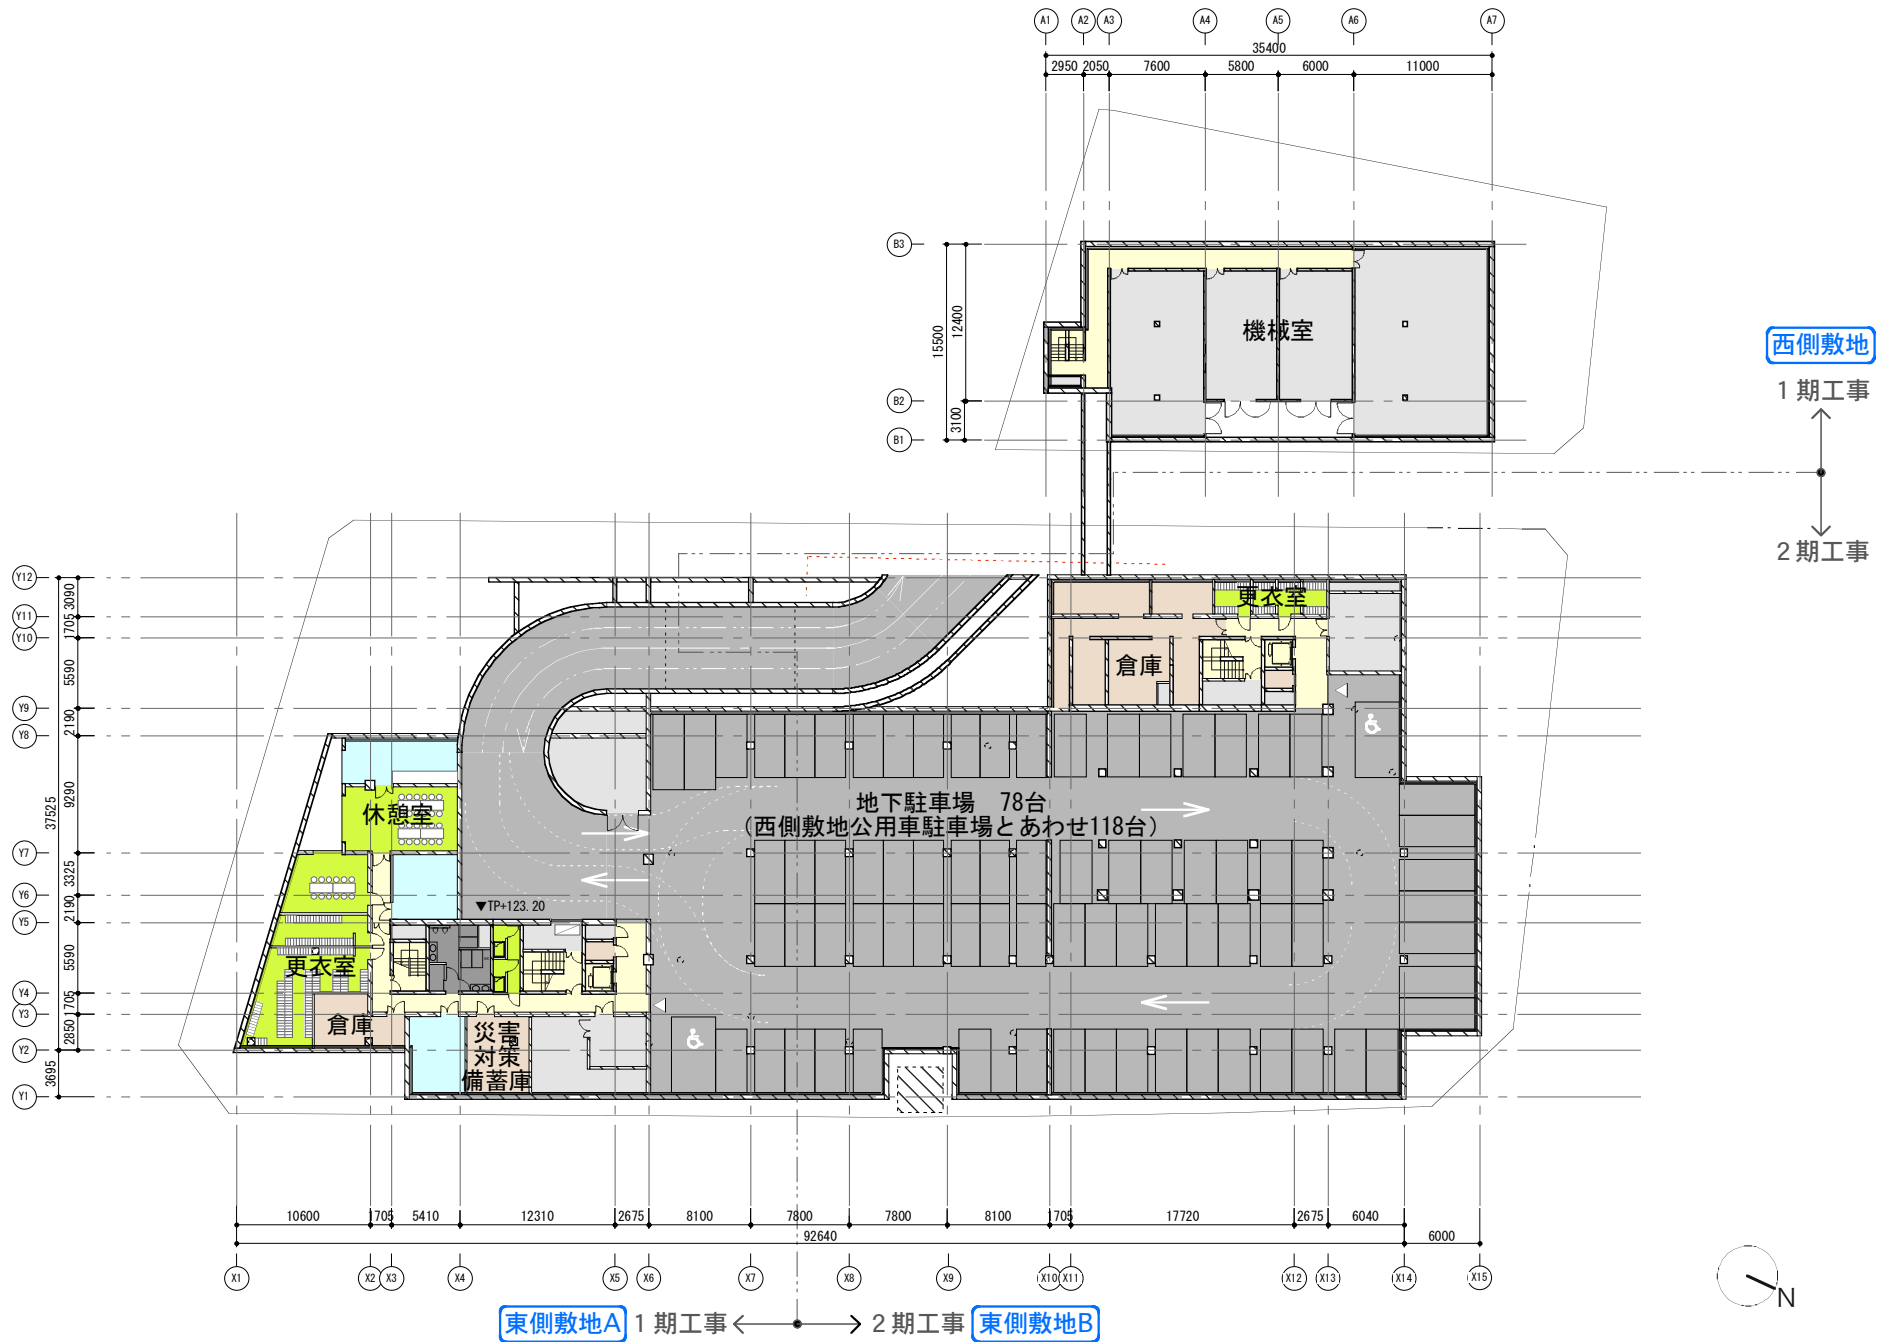 A1 A2 A3 A4 A5 A6 A7
35400
2950 2050 7600 5800 6000 11000
B3
B2
B1
15500
12400
3100
機械室
西側敷地
1期工事
2期工事
Y12
Y11
Y10
Y9
Y8
Y7
Y6
Y5
Y4
Y3
Y2
Y1
3090
1705
5590
2190
9290
3325
2190
5590
1705
2850
37525
3695
更衣室
倉庫
地下駐車場 78台
(西側敷地公用車駐車場とあわせ118台)
休憩室
▼TP+123.20
更衣室
倉庫
災害
対策
備蓄庫
10600 1705 5410 12310 2675 8100 7800 7800 8100 1705 17720 2675 6040
92640 6000
X1 X2 X3 X4 X5 X6 X7 X8 X9 X10 X11 X12 X13 X14 X15
N
東側敷地A 1期工事 2期工事 東側敷地B